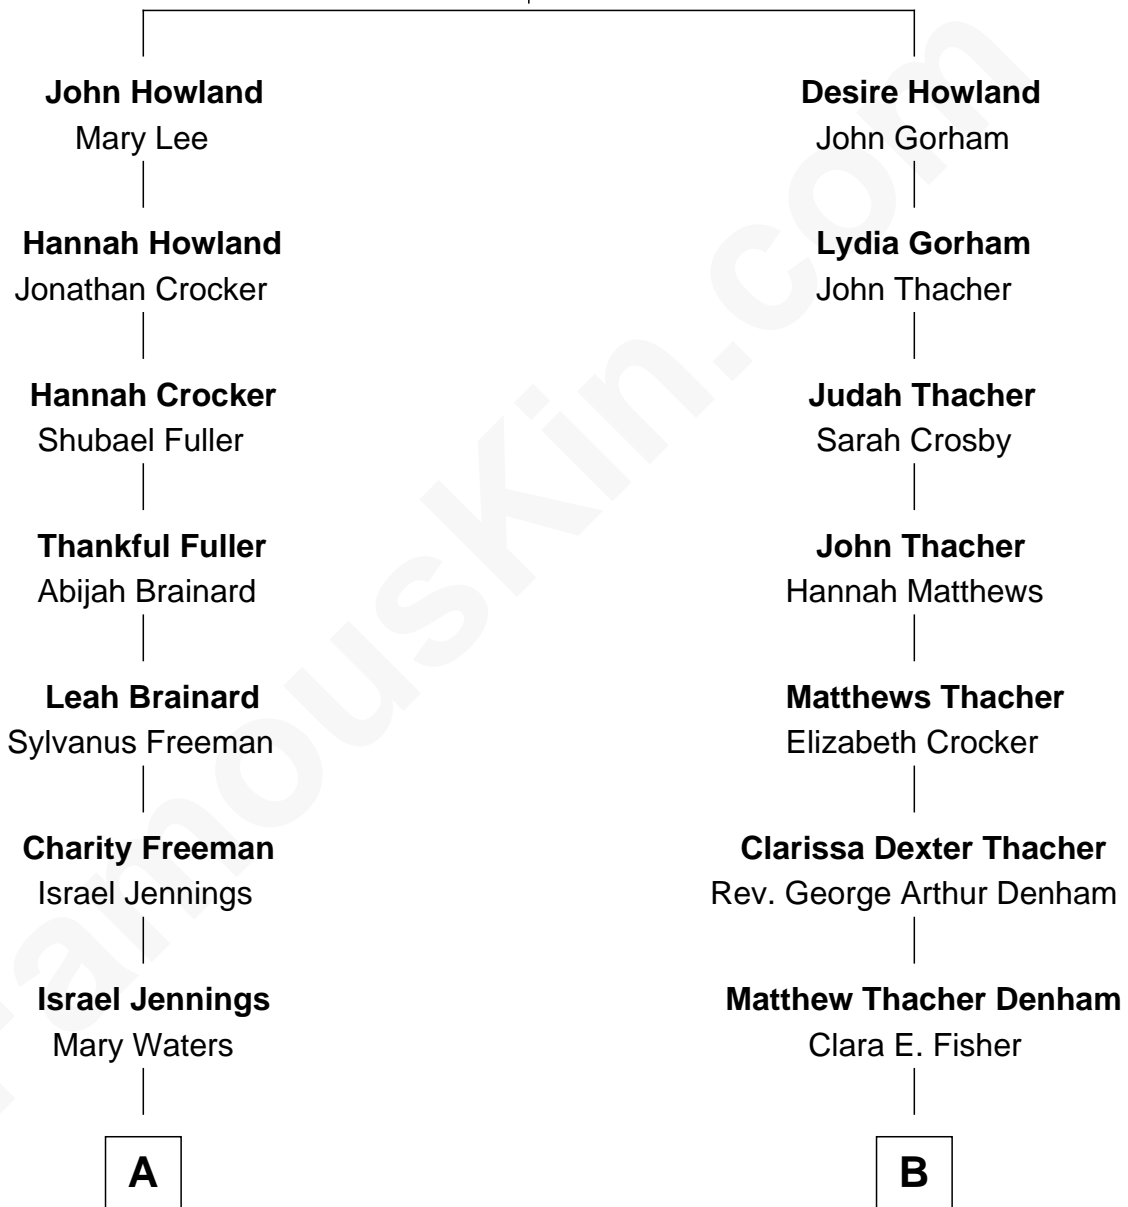 John Howland
Mary Lee
Hannah Howland
Jonathan Crocker
Hannah Crocker
Shubael Fuller
Thankful Fuller
Abijah Brainard
Leah Brainard
Sylvanus Freeman
Charity Freeman
Israel Jennings
Israel Jennings
Mary Waters
A
Desire Howland
John Gorham
Lydia Gorham
John Thacher
Judah Thacher
Sarah Crosby
John Thacher
Hannah Matthews
Matthews Thacher
Elizabeth Crocker
Clarissa Dexter Thacher
Rev. George Arthur Denham
Matthew Thacher Denham
Clara E. Fisher
B
FamousKin.com